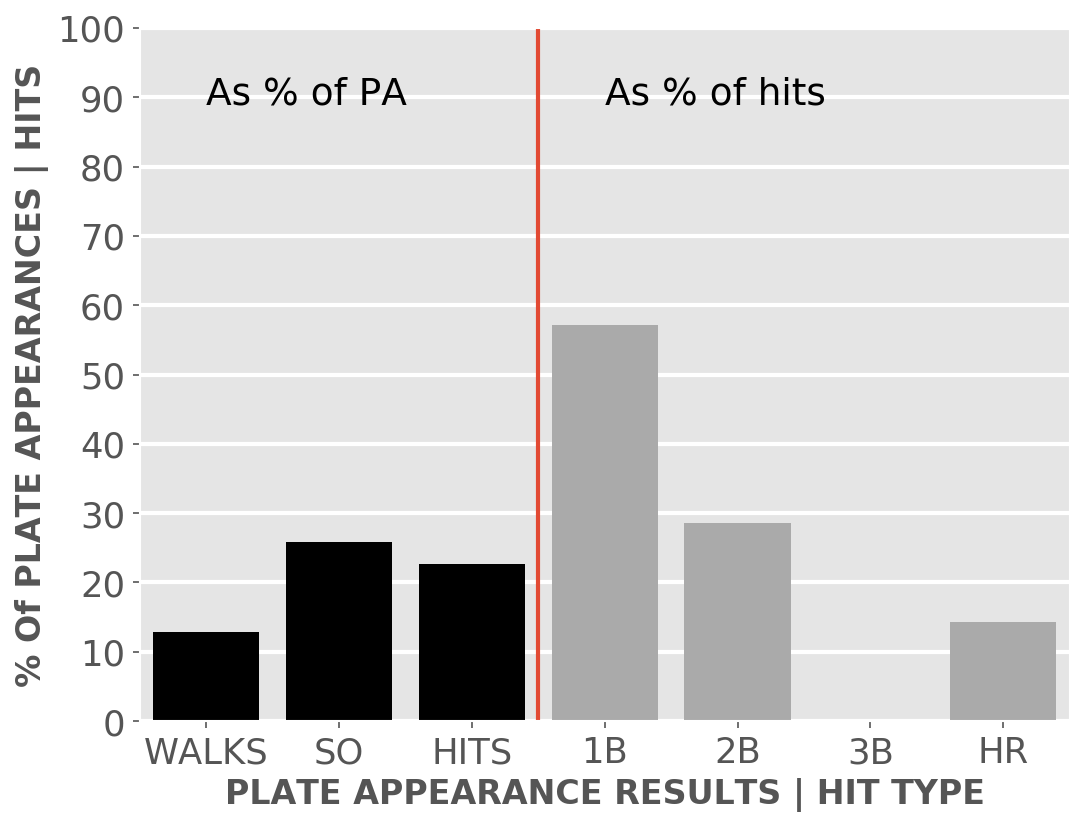 100
90
80
70
60
50
40
30
20
10
0
% Of PLATE APPEARANCES | HITS
As % of PA
As % of hits
WALKS SO HITS 1B 2B 3B HR
PLATE APPEARANCE RESULTS | HIT TYPE